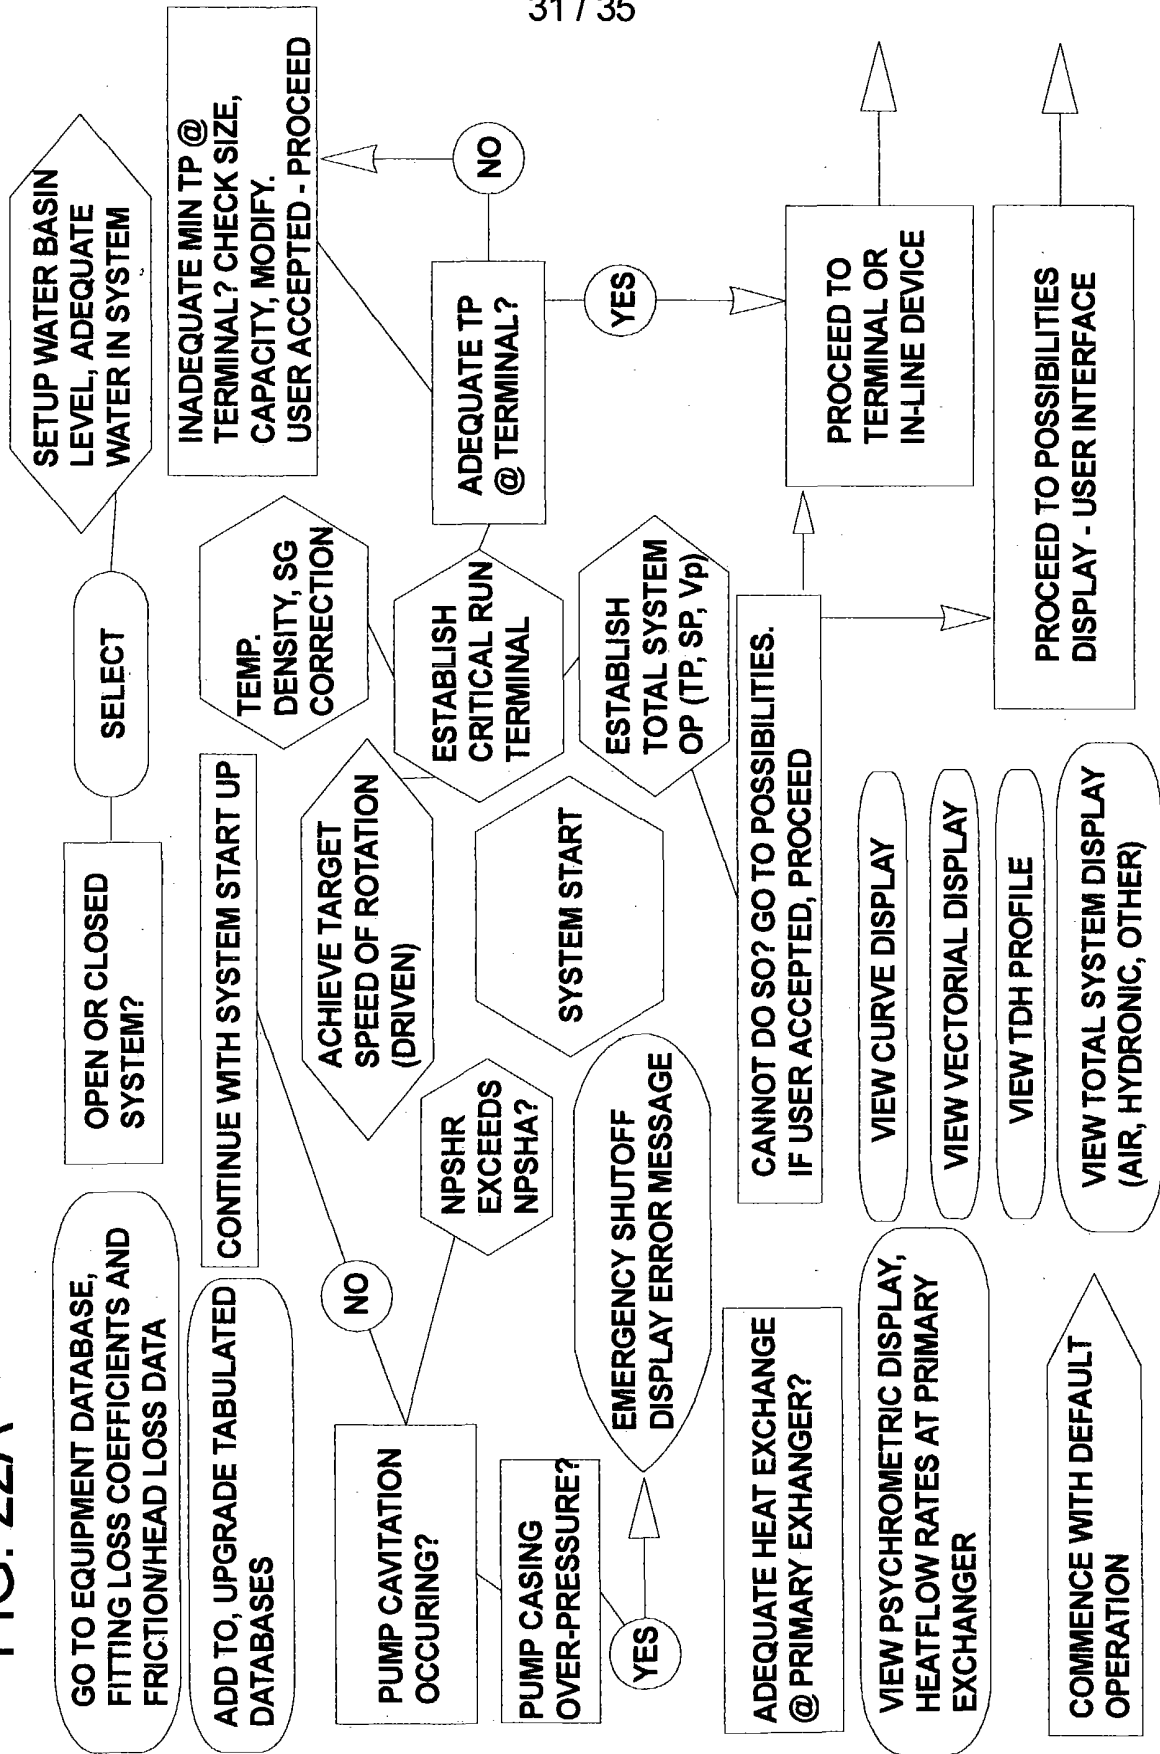 31 / 35
FIG. 22A
GO TO EQUIPMENT DATABASE,
FITTING LOSS COEFFICIENTS AND
FRICTION/HEAD LOSS DATA
ADD TO, UPGRADE TABULATED
DATABASES
OPEN OR CLOSED
SYSTEM?
SELECT
SETUP WATER BASIN
LEVEL, ADEQUATE
WATER IN SYSTEM
CONTINUE WITH SYSTEM START UP
NO
PUMP CAVITATION
OCCURING?
NPSHR
EXCEEDS
NPSHA?
PUMP CASING
OVER-PRESSURE?
YES
EMERGENCY SHUTOFF
DISPLAY ERROR MESSAGE
ACHIEVE TARGET
SPEED OF ROTATION
(DRIVEN)
SYSTEM START
TEMP.
DENSITY, SG
CORRECTION
ESTABLISH
CRITICAL RUN
TERMINAL
ESTABLISH
TOTAL SYSTEM
OP (TP, SP, Vp)
INADEQUATE MIN TP @
TERMINAL? CHECK SIZE,
CAPACITY, MODIFY.
USER ACCEPTED - PROCEED
NO
ADEQUATE TP
@ TERMINAL?
YES
PROCEED TO
TERMINAL OR
IN-LINE DEVICE
CANNOT DO SO? GO TO POSSIBILITIES.
IF USER ACCEPTED, PROCEED
PROCEED TO POSSIBILITIES
DISPLAY - USER INTERFACE
ADEQUATE HEAT EXCHANGE
@ PRIMARY EXHANGER?
VIEW PSYCHROMETRIC DISPLAY,
HEATFLOW RATES AT PRIMARY
EXCHANGER
COMMENCE WITH DEFAULT
OPERATION
VIEW CURVE DISPLAY
VIEW VECTORIAL DISPLAY
VIEW TDH PROFILE
VIEW TOTAL SYSTEM DISPLAY
(AIR, HYDRONIC, OTHER)